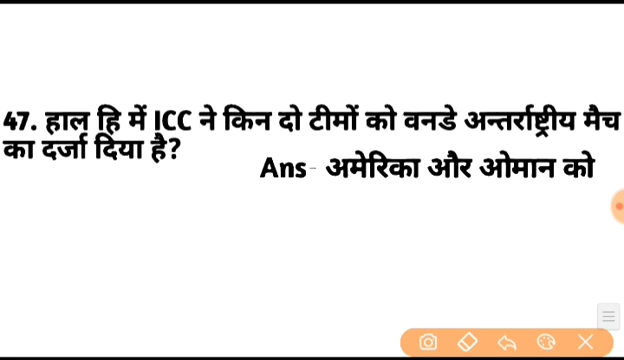 47. हाल हि में ICC ने किन दो टीमों को वनडे अन्तर्राष्ट्रीय मैच
का दर्जा दिया है?
Ans- अमेरिका और ओमान को